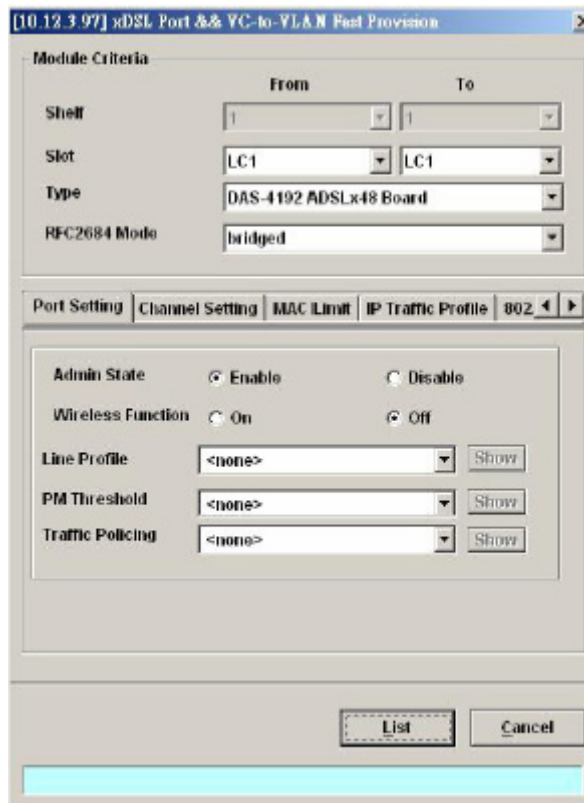 [10.12.3.97] xDSL Port && VC-to-VLAN Fast Provision
Module Criteria
From To
Shelf 1 1
Slot LC1 LC1
Type DAS-4192 ADSLx48 Board
RFC2684 Mode bridged
Port Setting Channel Setting MAC Limit IP Traffic Profile 802
Admin State Enable Disable
Wireless Function On Off
Line Profile <none> Show
PM Threshold <none> Show
Traffic Policing <none> Show
List Cancel